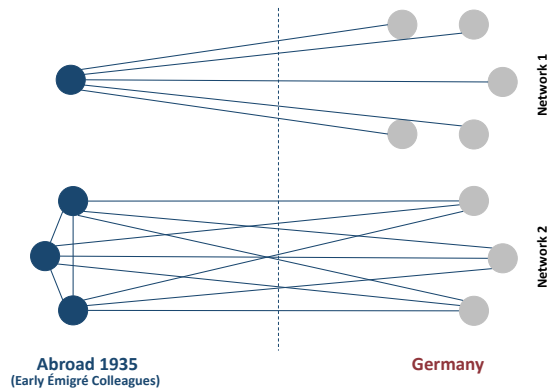 Network 1
Network 2
Abroad 1935
(Early Émigré Colleagues)
Germany